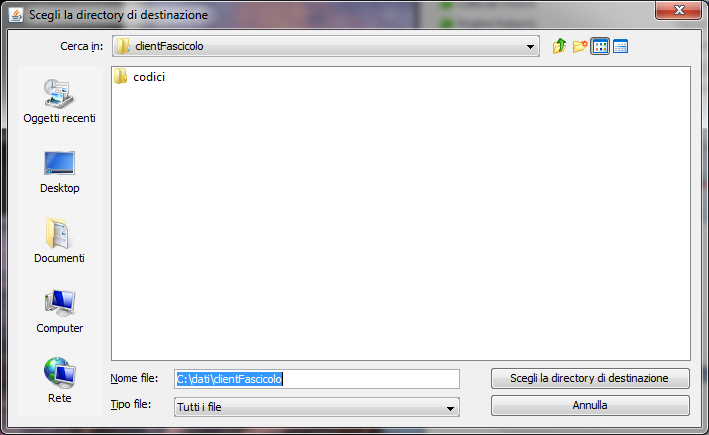 Scegli la directory di destinazione
Cerca in: clientFascicolo
codici
Oggetti recenti
Desktop
Documenti
Computer
Rete
Nome file: C:\dati\clientFascicolo Scegli la directory di destinazione
Tipo file: Tutti i file Annulla